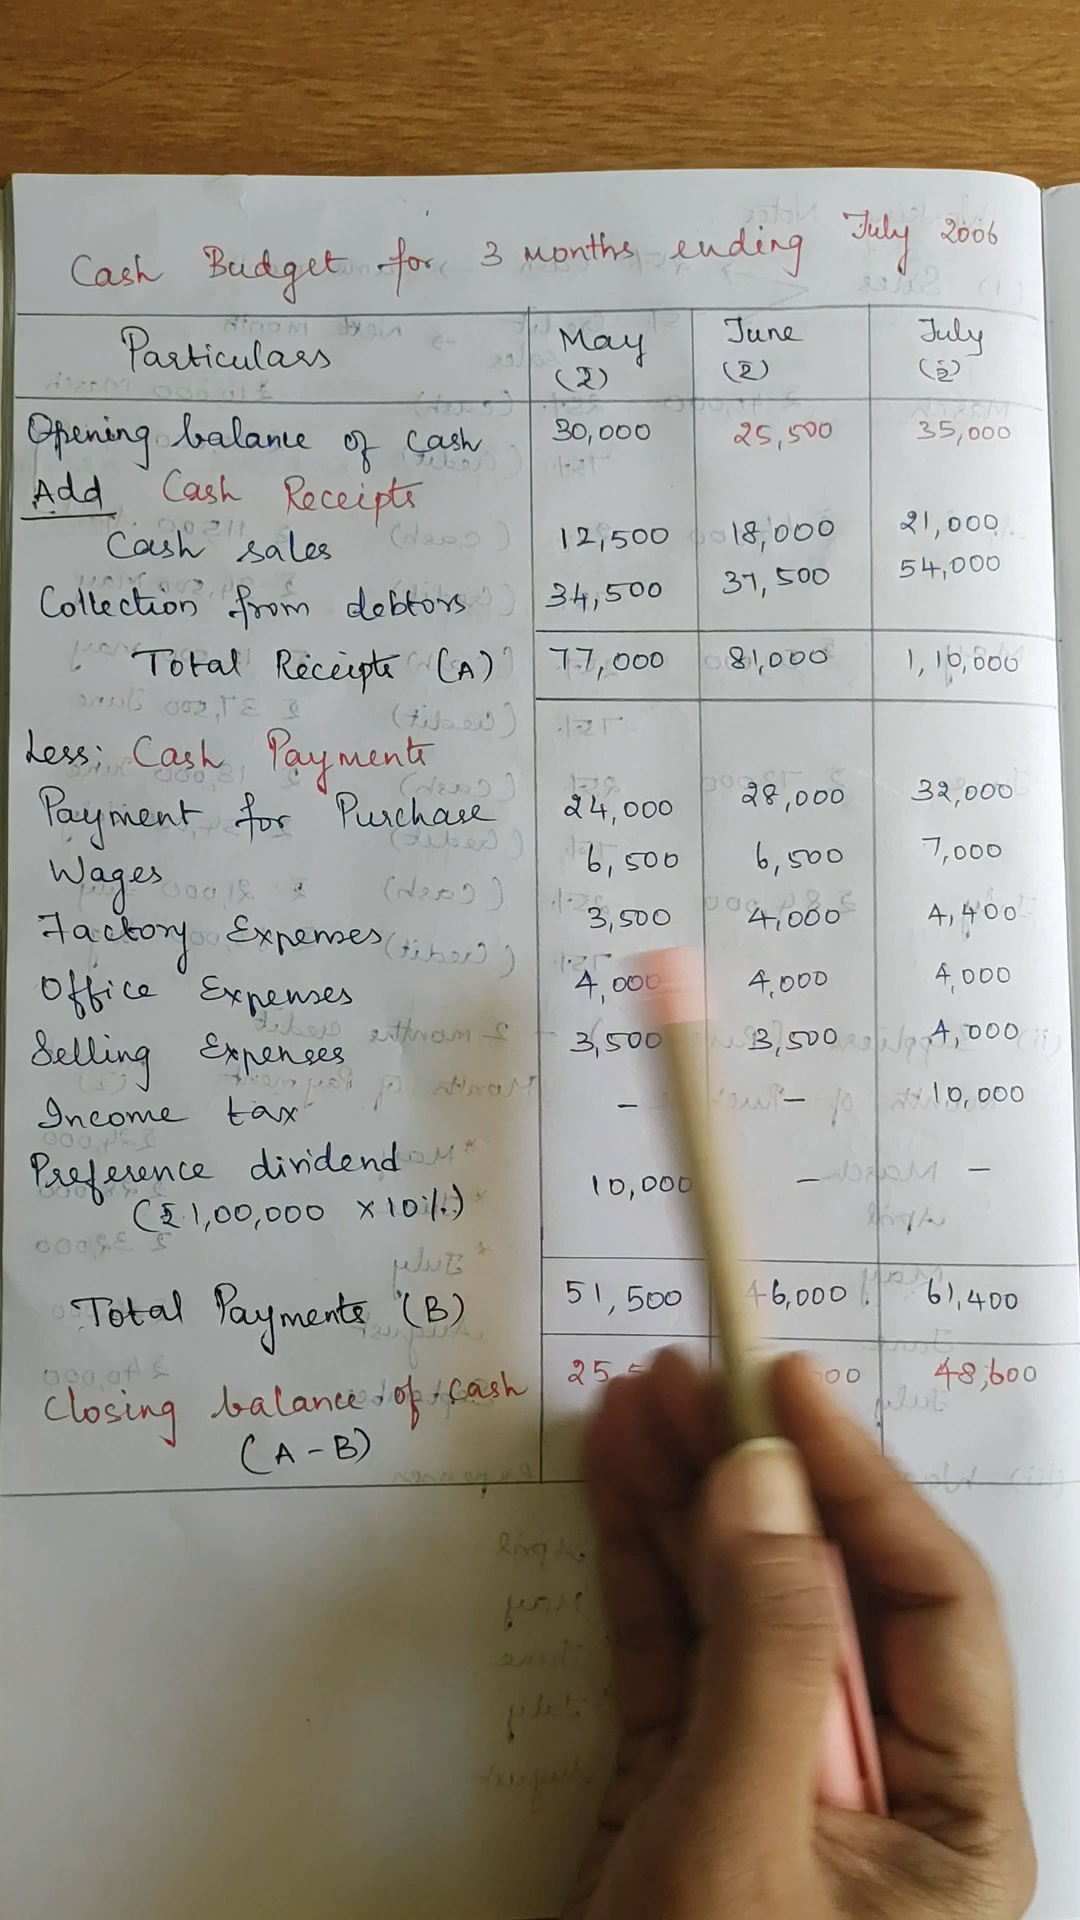 Cash Budget for 3 months ending July 2006
Particulars May June July
(₹) (₹) (₹)
Opening balance of cash 30,000 25,500 35,000
Add Cash Receipts
Cash sales 12,500 18,000 21,000
Collection from debtors 34,500 37,500 54,000
Total Receipts (A) 77,000 81,000 1,10,000
Less: Cash Payments
Payment for Purchase 24,000 28,000 32,000
Wages 6,500 6,500 7,000
Factory Expenses 3,500 4,000 4,400
Office Expenses 4,000 4,000 4,000
Selling Expenses 3,500 3,500 4,000
Income tax - - 10,000
Preference dividend
(₹ 1,00,000 x 10%) 10,000 - -
Total Payments (B) 51,500 46,000 61,400
Closing balance of cash 48,600
(A-B)